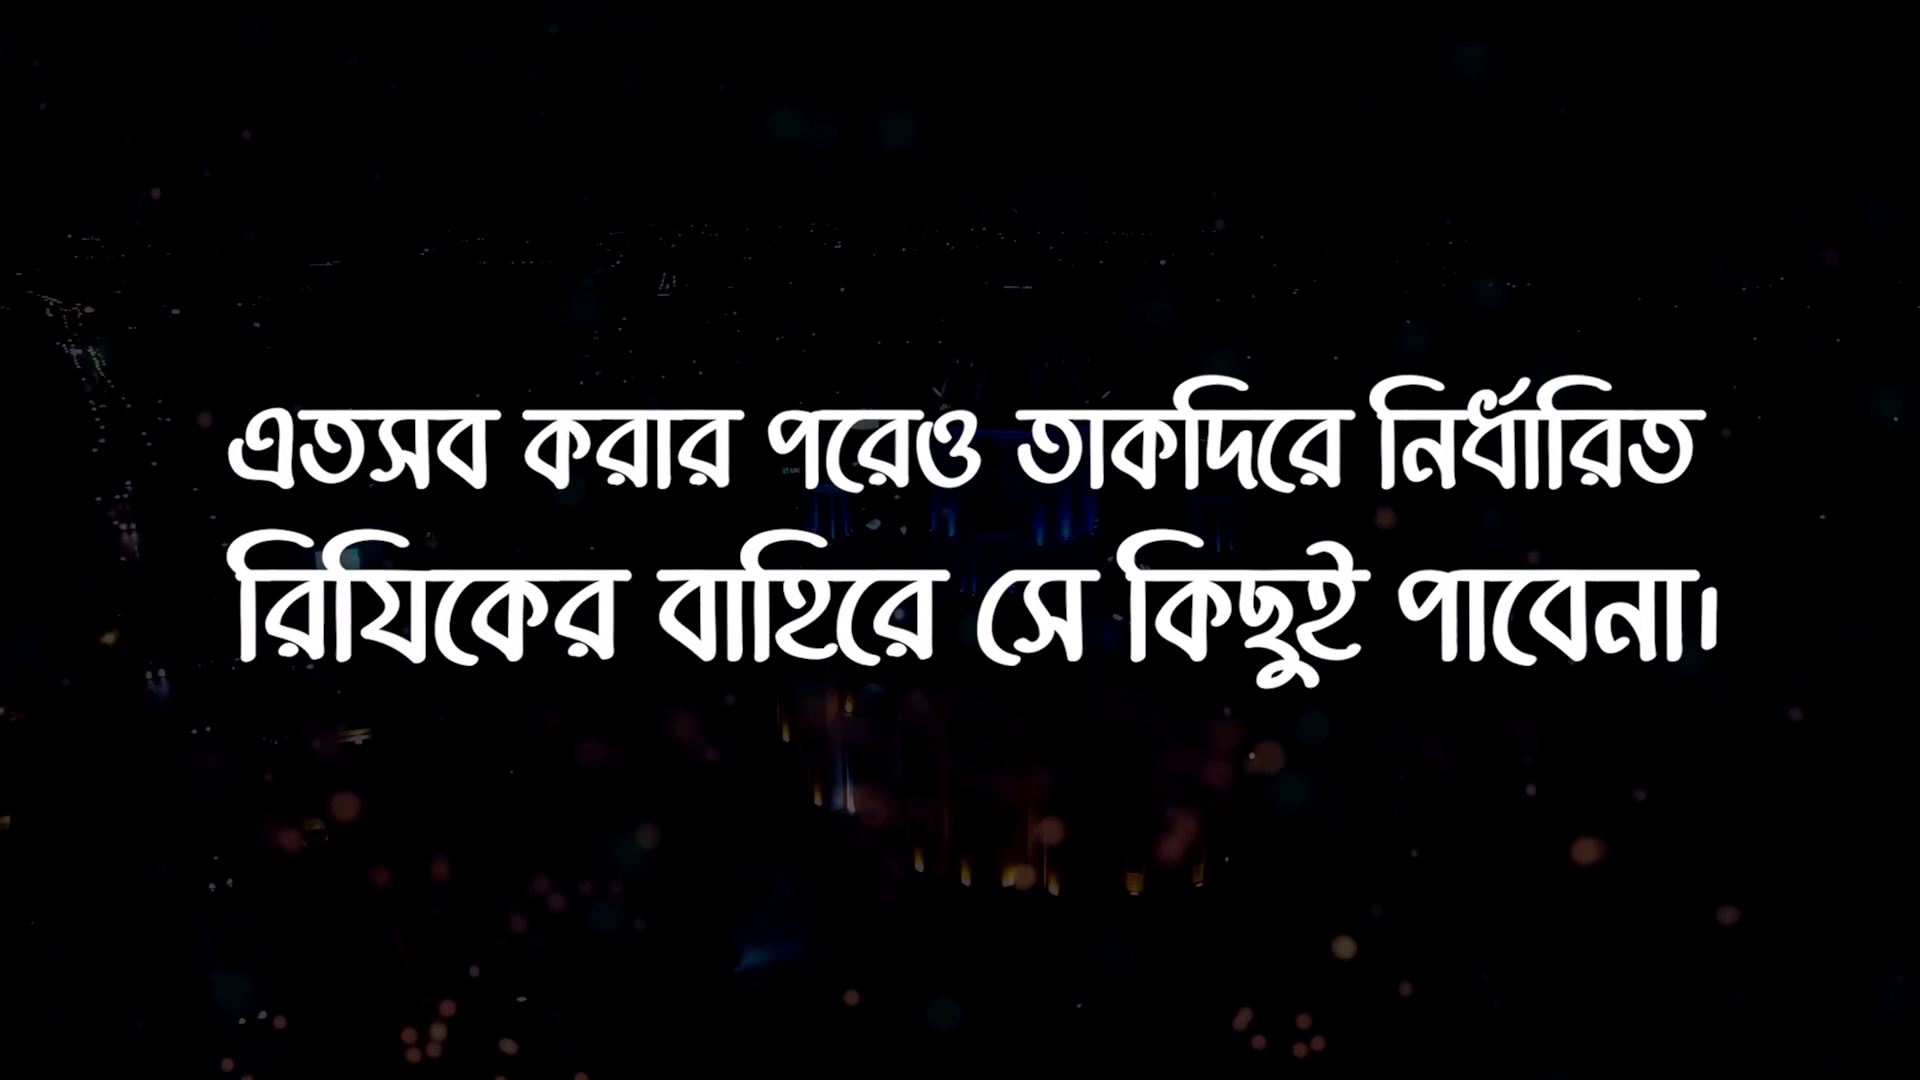 এতসব করার পরেও তাকদিরে নির্ধারিত
রিযিকের বাহিরে সে কিছুই পাবেনা।